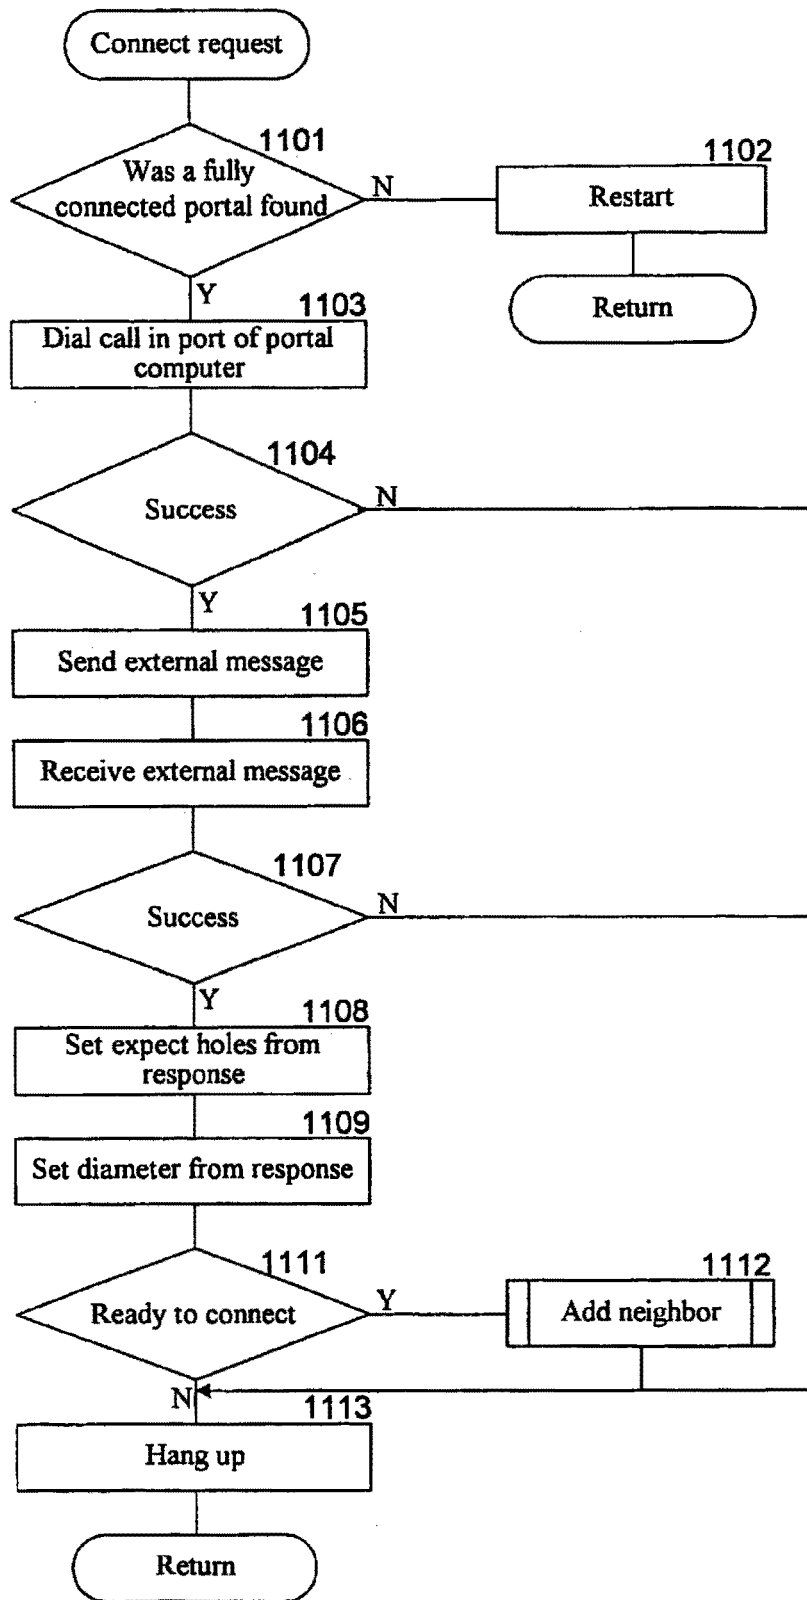 Connect request
1101
Was a fully
connected portal found
N
1102
Restart
Return
Y
1103
Dial call in port of portal
computer
1104
Success
N
Y
1105
Send external message
1106
Receive external message
1107
Success
N
Y
1108
Set expect holes from
response
1109
Set diameter from response
1111
Ready to connect
Y
1112
Add neighbor
N
1113
Hang up
Return